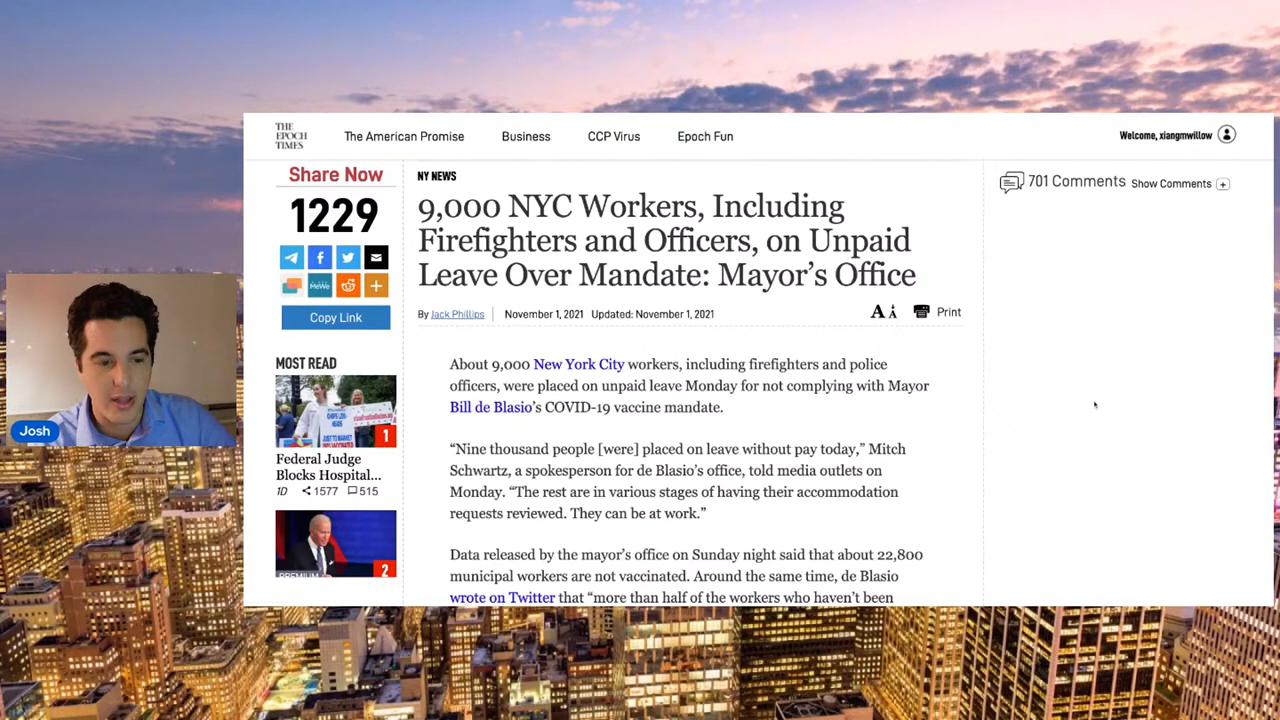 THE
EPOCH
TIMES
The American Promise
Business
CCP Virus
Epoch Fun
Welcome, xiangmwillow
Share Now
1229
MeWe
Copy Link
MOST READ
1
Federal Judge
Blocks Hospital...
1D 1577 515
PREMIUM
2
NY NEWS
9,000 NYC Workers, Including
Firefighters and Officers, on Unpaid
Leave Over Mandate: Mayor's Office
By Jack Phillips November 1, 2021 Updated: November 1, 2021
A A Print
About 9,000 New York City workers, including firefighters and police
officers, were placed on unpaid leave Monday for not complying with Mayor
Bill de Blasio's COVID-19 vaccine mandate.
“Nine thousand people [were] placed on leave without pay today,” Mitch
Schwartz, a spokesperson for de Blasio's office, told media outlets on
Monday. “The rest are in various stages of having their accommodation
requests reviewed. They can be at work.”
Data released by the mayor's office on Sunday night said that about 22,800
municipal workers are not vaccinated. Around the same time, de Blasio
wrote on Twitter that “more than half of the workers who haven't been
701 Comments Show Comments +
Josh